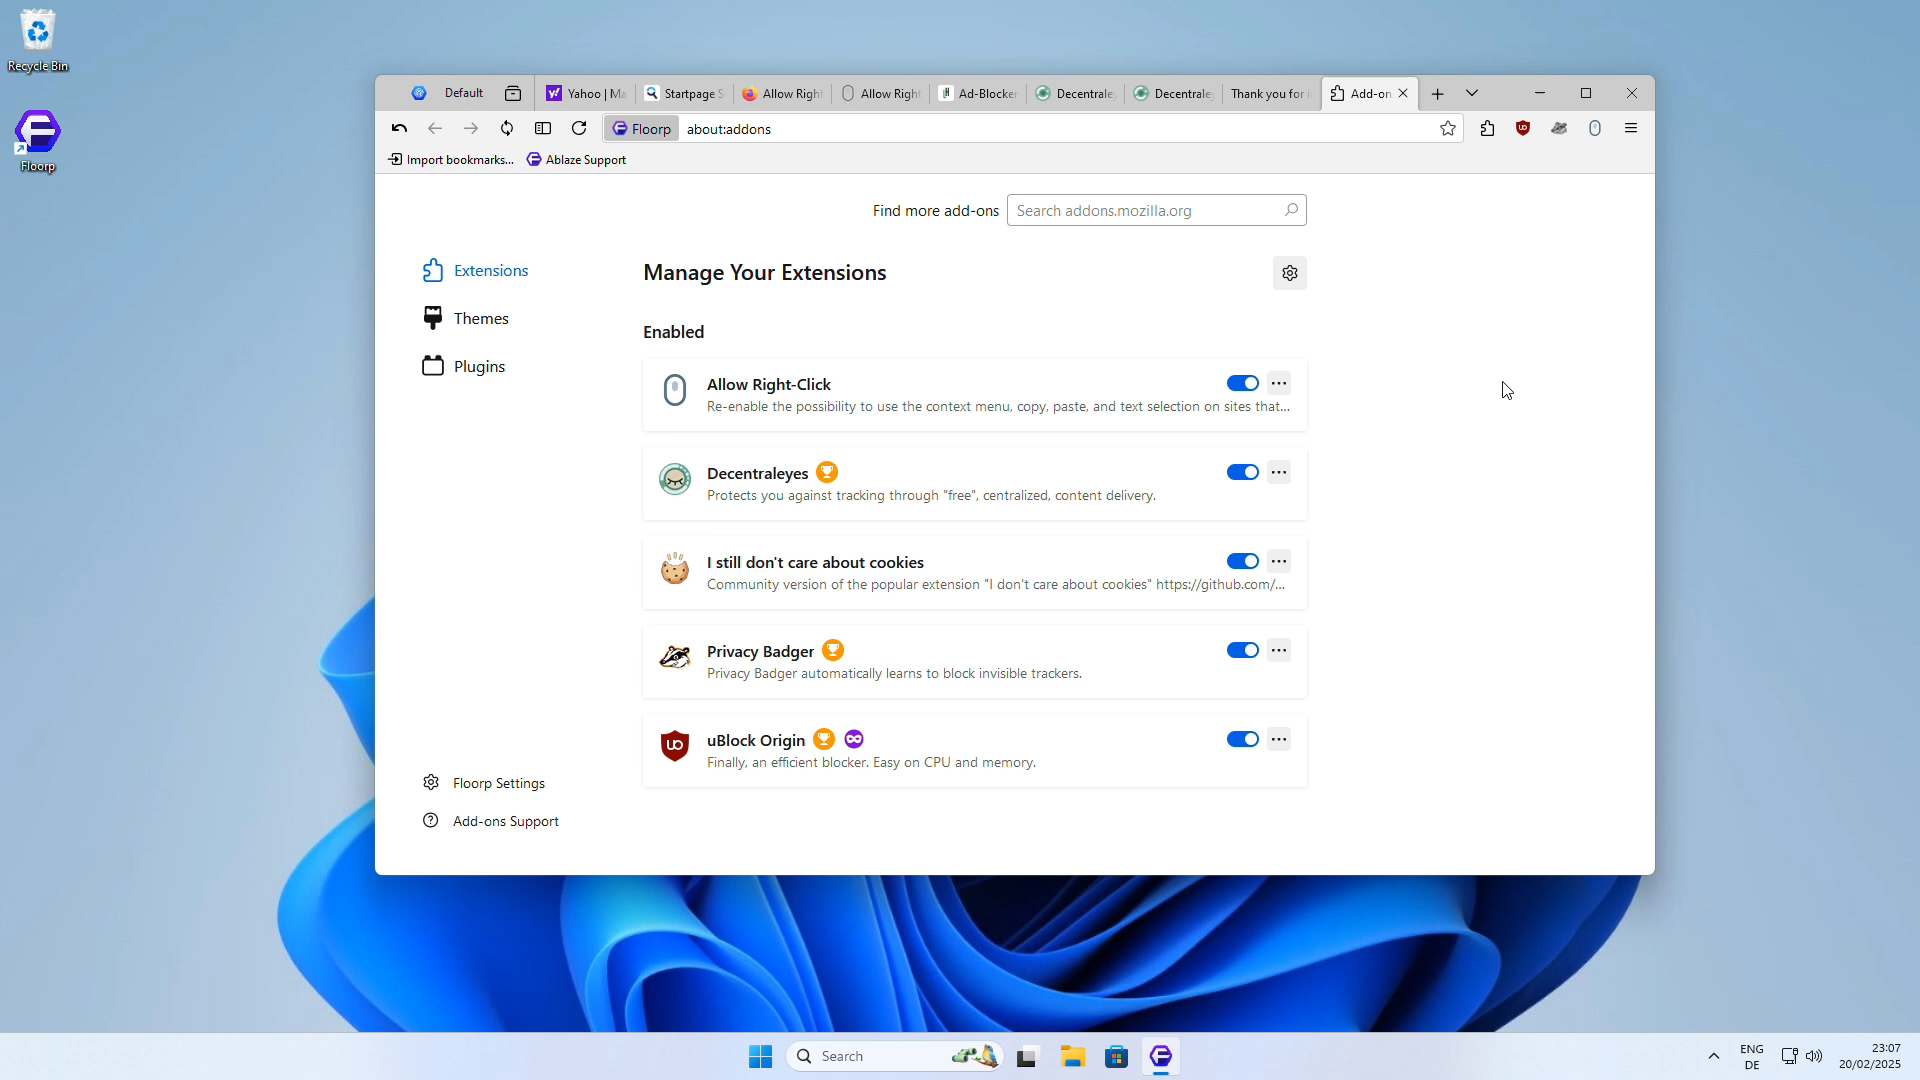 Recycle Bin
Floorp
Default
Yahoo | Ma
Startpage S
Allow Right
Allow Right
Ad-Blocker
Decentrale
Decentrale
Thank you for i
Add-on
Floorp
about:addons
Import bookmarks...
Ablaze Support
Find more add-ons
Search addons.mozilla.org
Extensions
Themes
Plugins
Floorp Settings
Add-ons Support
Manage Your Extensions
Enabled
Allow Right-Click
Re-enable the possibility to use the context menu, copy, paste, and text selection on sites that...
Decentraleyes
Protects you against tracking through "free", centralized, content delivery.
I still don't care about cookies
Community version of the popular extension "I don't care about cookies" https://github.com/...
Privacy Badger
Privacy Badger automatically learns to block invisible trackers.
uBlock Origin
Finally, an efficient blocker. Easy on CPU and memory.
Search
ENG
DE
23:07
20/02/2025